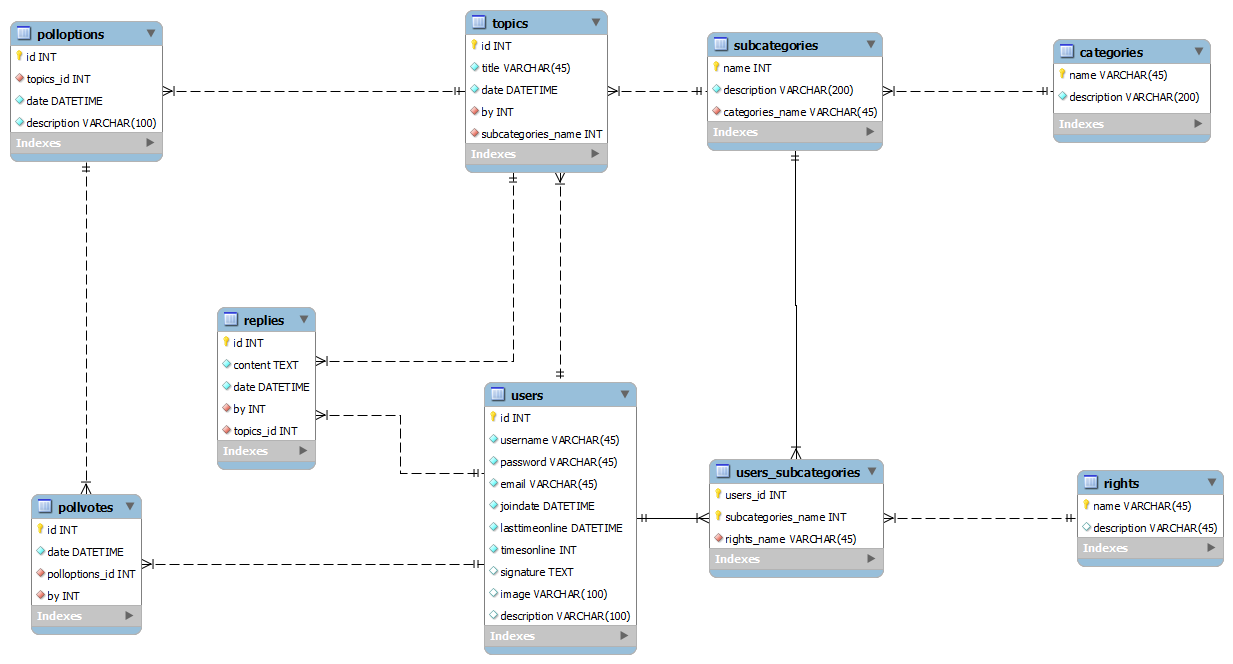 polloptions
id INT
topics_id INT
date DATETIME
description VARCHAR(100)
Indexes
topics
id INT
title VARCHAR(45)
date DATETIME
by INT
subcategories_name INT
Indexes
subcategories
name INT
description VARCHAR(200)
categories_name VARCHAR(45)
Indexes
categories
name VARCHAR(45)
description VARCHAR(200)
Indexes
replies
id INT
content TEXT
date DATETIME
by INT
topics_id INT
Indexes
users
id INT
username VARCHAR(45)
password VARCHAR(45)
email VARCHAR(45)
joindate DATETIME
lasttimeonline DATETIME
timesonline INT
signature TEXT
image VARCHAR(100)
description VARCHAR(100)
Indexes
users_subcategories
users_id INT
subcategories_name INT
rights_name VARCHAR(45)
Indexes
rights
name VARCHAR(45)
description VARCHAR(45)
Indexes
pollvotes
id INT
date DATETIME
polloptions_id INT
by INT
Indexes